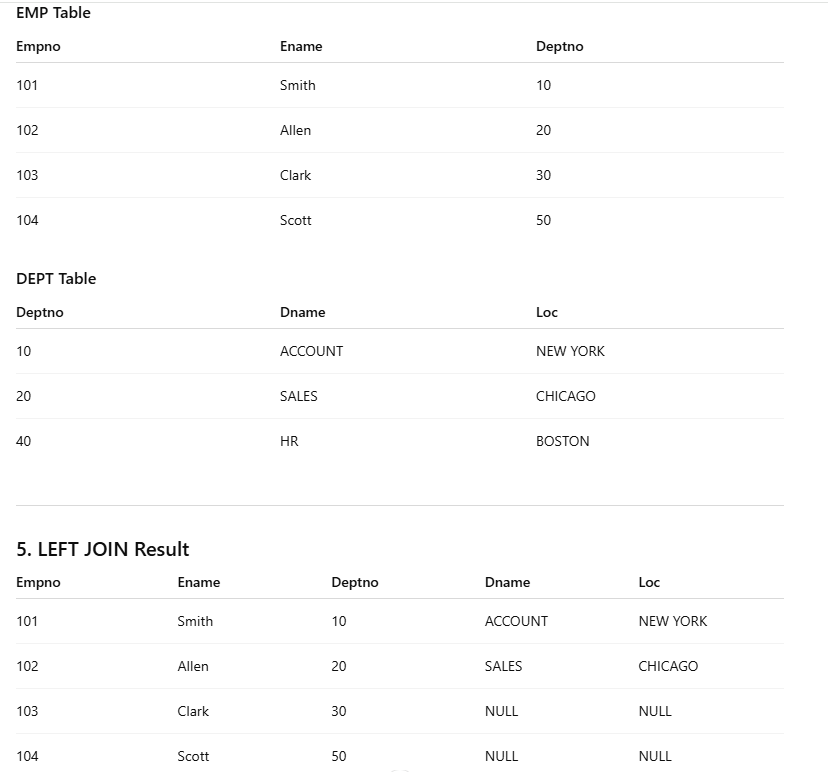 EMP Table
Empno Ename Deptno
101 Smith 10
102 Allen 20
103 Clark 30
104 Scott 50
DEPT Table
Deptno Dname Loc
10 ACCOUNT NEW YORK
20 SALES CHICAGO
40 HR BOSTON
5. LEFT JOIN Result
Empno Ename Deptno Dname Loc
101 Smith 10 ACCOUNT NEW YORK
102 Allen 20 SALES CHICAGO
103 Clark 30 NULL NULL
104 Scott 50 NULL NULL